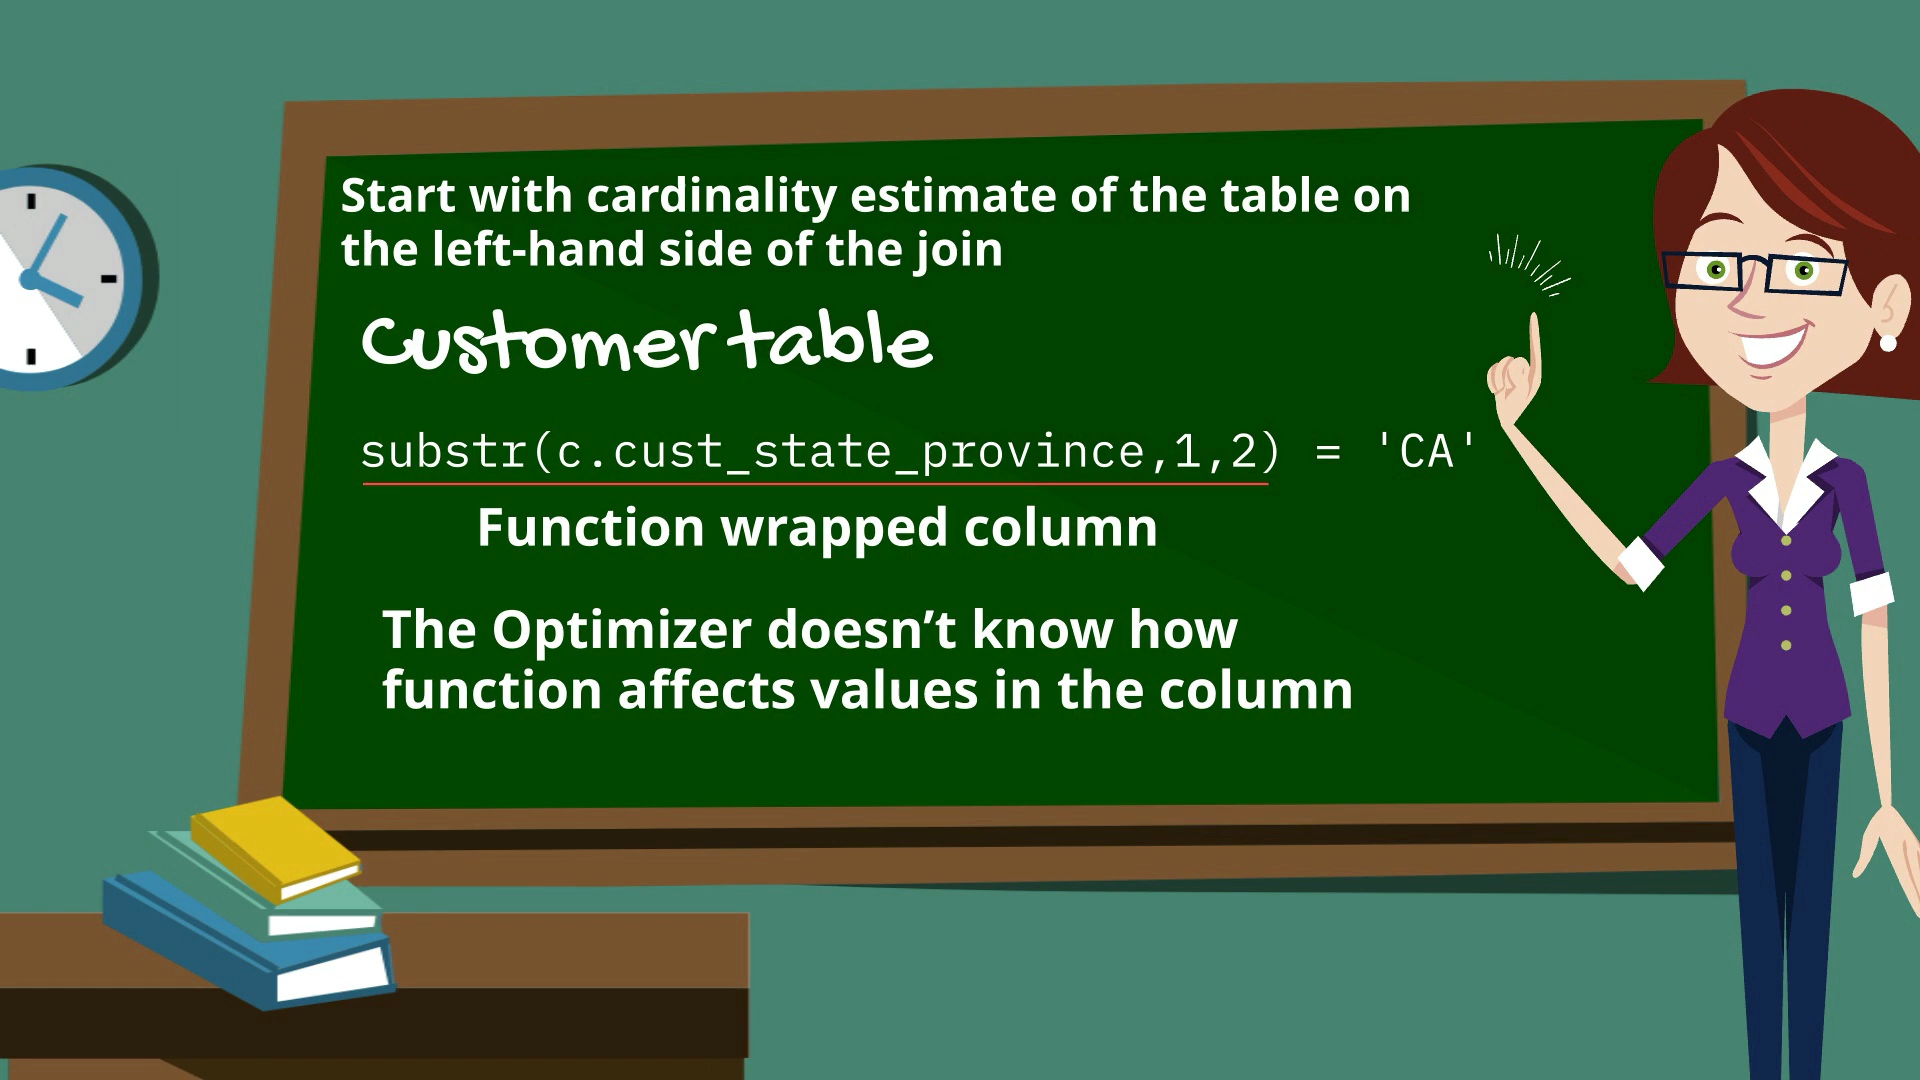 Start with cardinality estimate of the table on
the left-hand side of the join
Customer table
substr(c.cust_state_province,1,2) = 'CA'
Function wrapped column
The Optimizer doesn’t know how
function affects values in the column